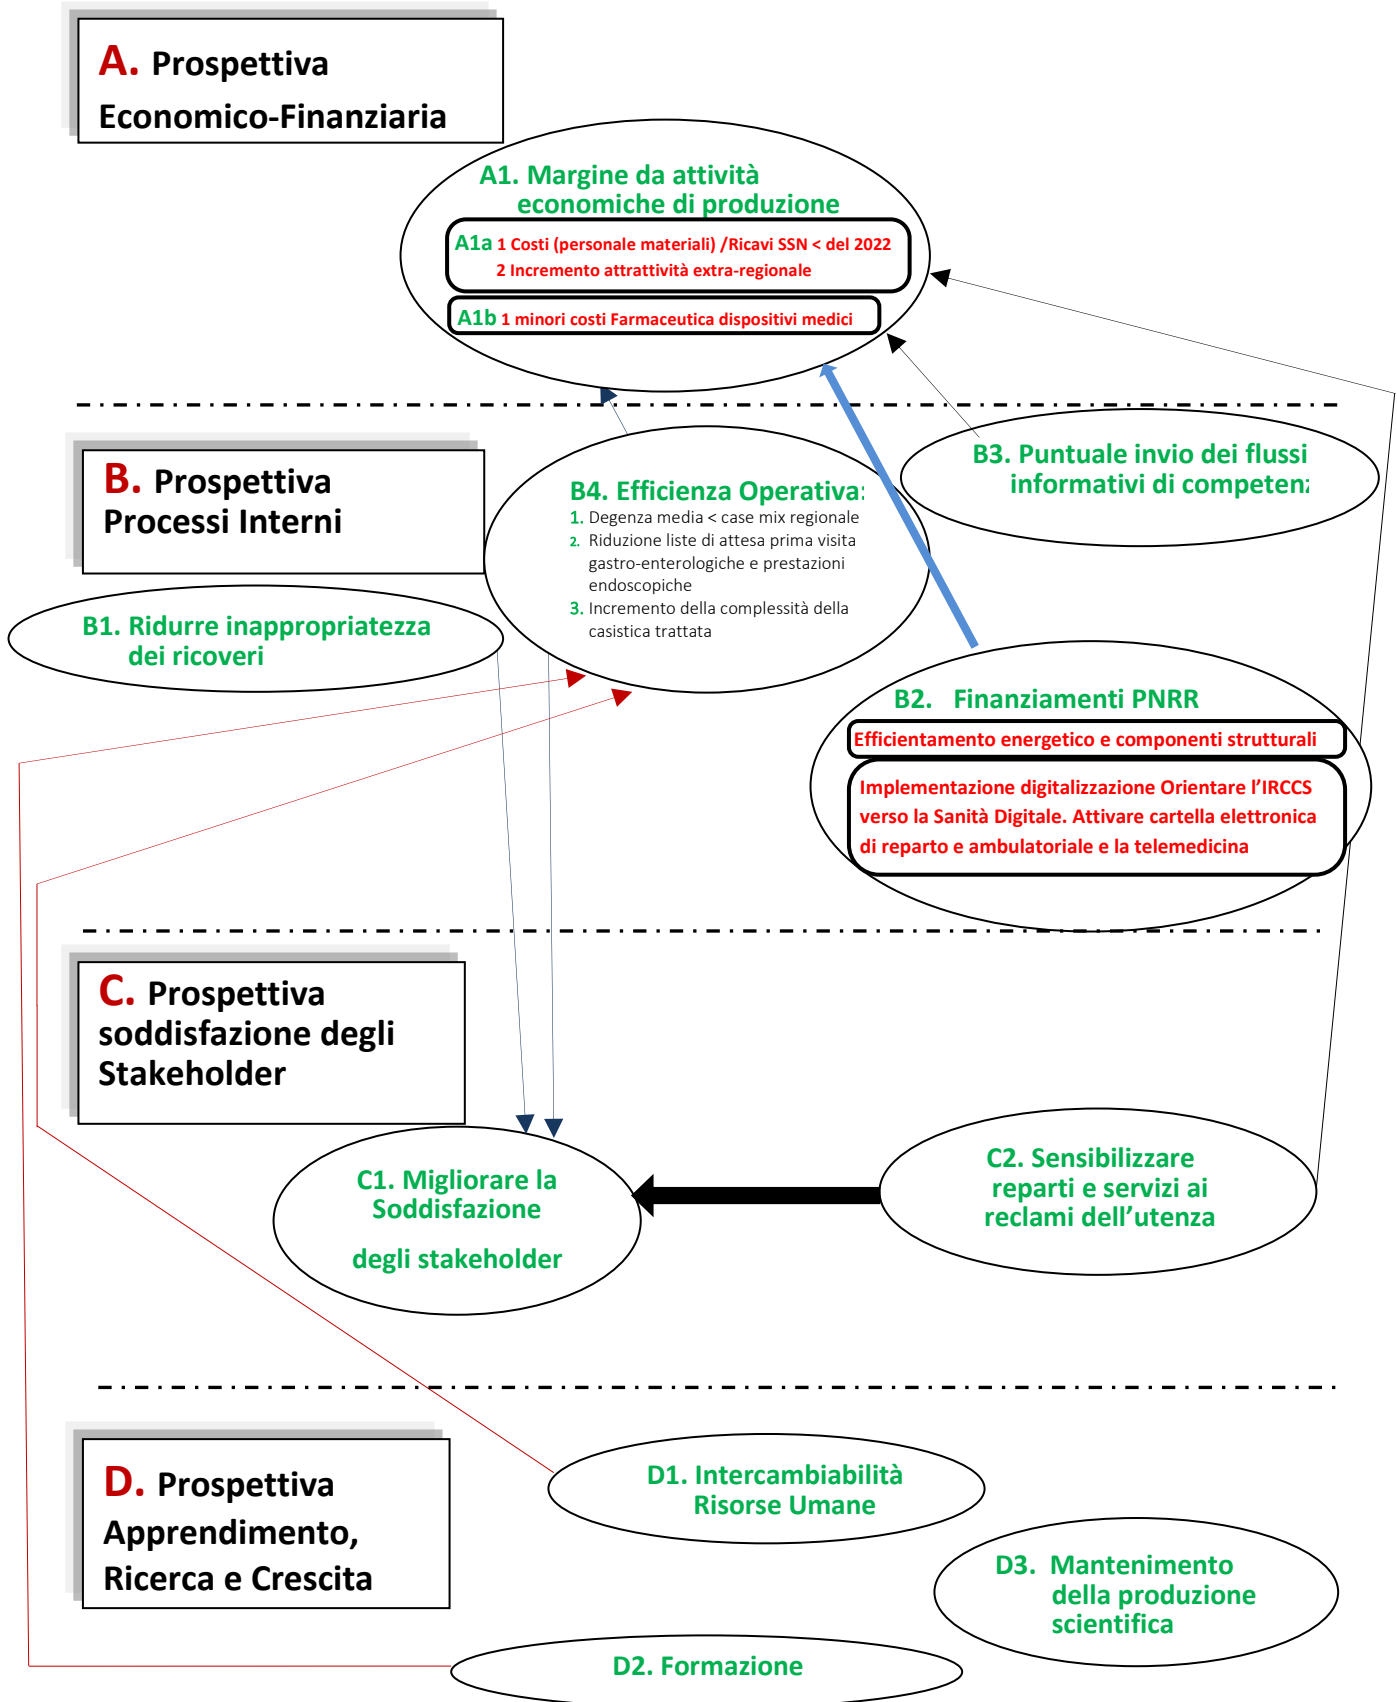 A. Prospettiva
Economico-Finanziaria
A1. Margine da attività
economiche di produzione
A1a 1 Costi (personale materiali) /Ricavi SSN < del 2022
2 Incremento attrattività extra-regionale
A1b 1 minori costi Farmaceutica dispositivi medici
B. Prospettiva
Processi Interni
B3. Puntuale invio dei flussi
informativi di competenz
B4. Efficienza Operativa:
1. Degenza media < case mix regionale
2. Riduzione liste di attesa prima visita
gastro-enterologiche e prestazioni
endoscopiche
3. Incremento della complessità della
casistica trattata
B1. Ridurre inappropriatezza
dei ricoveri
B2. Finanziamenti PNRR
Efficientamento energetico e componenti strutturali
Implementazione digitalizzazione Orientare l'IRCCS
verso la Sanità Digitale. Attivare cartella elettronica
di reparto e ambulatoriale e la telemedicina
C. Prospettiva
soddisfazione degli
Stakeholder
C1. Migliorare la
Soddisfazione
degli stakeholder
C2. Sensibilizzare
reparti e servizi ai
reclami dell'utenza
D. Prospettiva
Apprendimento,
Ricerca e Crescita
D1. Intercambiabilità
Risorse Umane
D3. Mantenimento
della produzione
scientifica
D2. Formazione